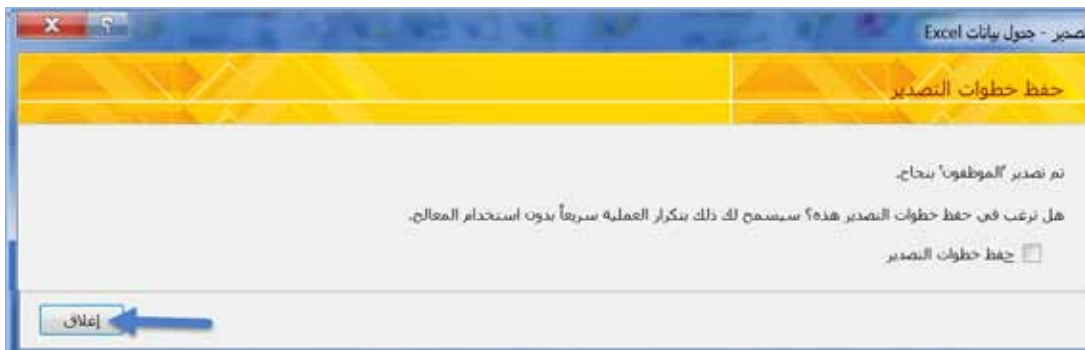 تصدير - جدول بيانات Excel
حفظ خطوات التصدير
تم تصدير "الموظفون" بنجاح.
هل ترغب في حفظ خطوات التصدير هذه؟ سيسمح لك ذلك بتكرار العملية سريعاً بدون استخدام المعالج.
حفظ خطوات التصدير
إغلاق